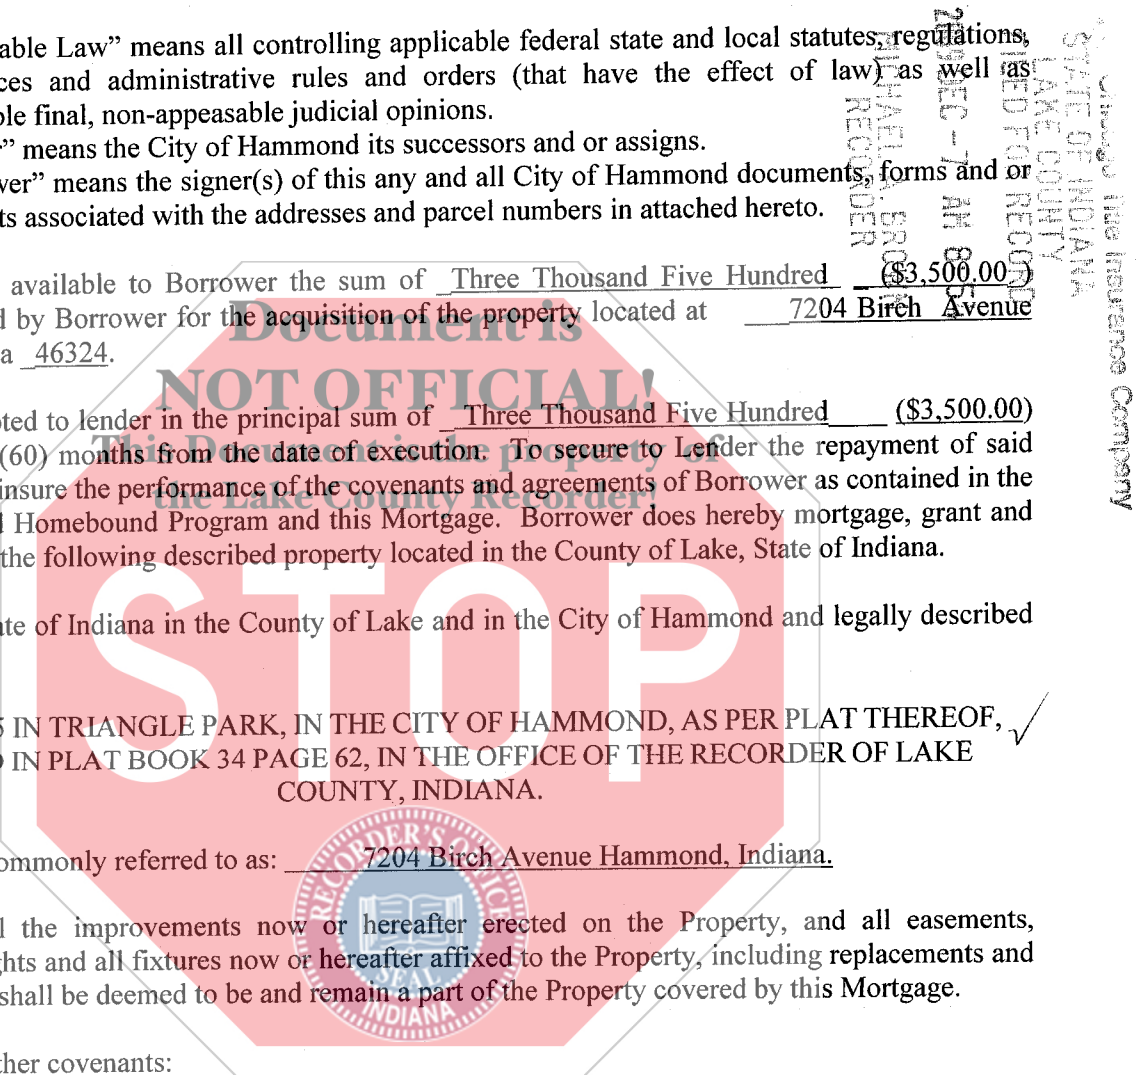 able Law” means all controlling applicable federal state and local statutes, regulations,
ces and administrative rules and orders (that have the effect of law) as well as
ble final, non-appeasable judicial opinions.
” means the City of Hammond its successors and or assigns.
ver” means the signer(s) of this any and all City of Hammond documents, forms and or
ts associated with the addresses and parcel numbers in attached hereto.
available to Borrower the sum of Three Thousand Five Hundred ($3,500.00 )
d by Borrower for the acquisition of the property located at 7204 Birch Avenue
a 46324.
ted to lender in the principal sum of Three Thousand Five Hundred ($3,500.00)
(60) months from the date of execution. To secure to Lender the repayment of said
insure the performance of the covenants and agreements of Borrower as contained in the
Homebound Program and this Mortgage. Borrower does hereby mortgage, grant and
the following described property located in the County of Lake, State of Indiana.
ate of Indiana in the County of Lake and in the City of Hammond and legally described
IN TRIANGLE PARK, IN THE CITY OF HAMMOND, AS PER PLAT THEREOF,
IN PLAT BOOK 34 PAGE 62, IN THE OFFICE OF THE RECORDER OF LAKE
COUNTY, INDIANA.
ommonly referred to as: 7204 Birch Avenue Hammond, Indiana.
l the improvements now or hereafter erected on the Property, and all easements,
ghts and all fixtures now or hereafter affixed to the Property, including replacements and
shall be deemed to be and remain a part of the Property covered by this Mortgage.
ther covenants:
Document is
NOT OFFICIAL!
This Document is the property of
the Lake County Recorder!
STOP
RECORDER'S OFFICE
SEAL
INDIANA
STATE OF INDIANA
LAKE COUNTY
FILED FOR RECORD
DEC -7 AM
RECORDER
Chicago Title Insurance Company